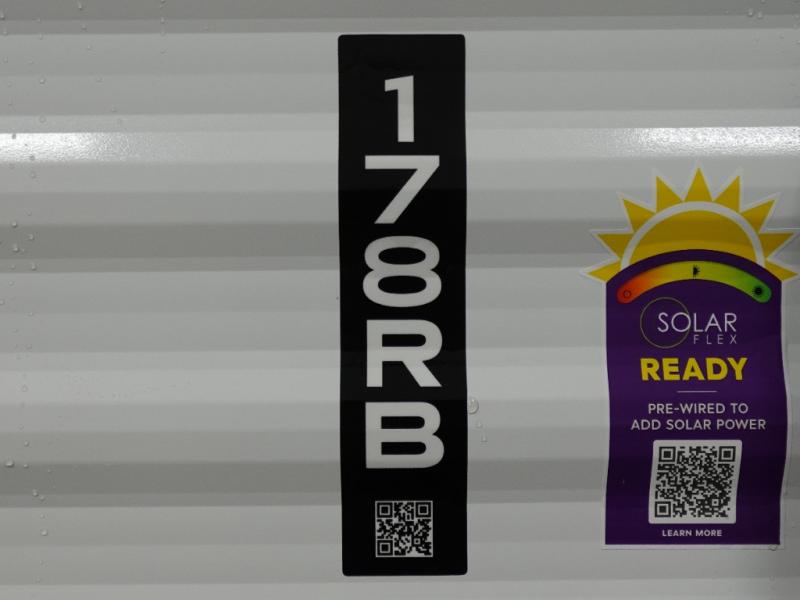 178RB
SOLAR
FLEX
READY
PRE-WIRED TO
ADD SOLAR POWER
LEARN MORE